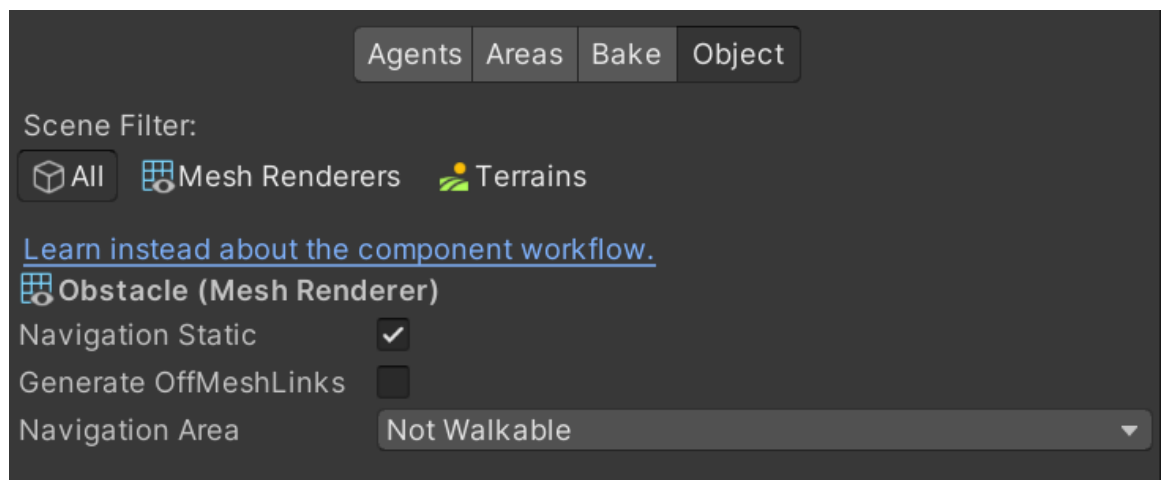 Agents Areas Bake Object
Scene Filter:
All Mesh Renderers Terrains
Learn instead about the component workflow.
Obstacle (Mesh Renderer)
Navigation Static
Generate OffMeshLinks
Navigation Area Not Walkable